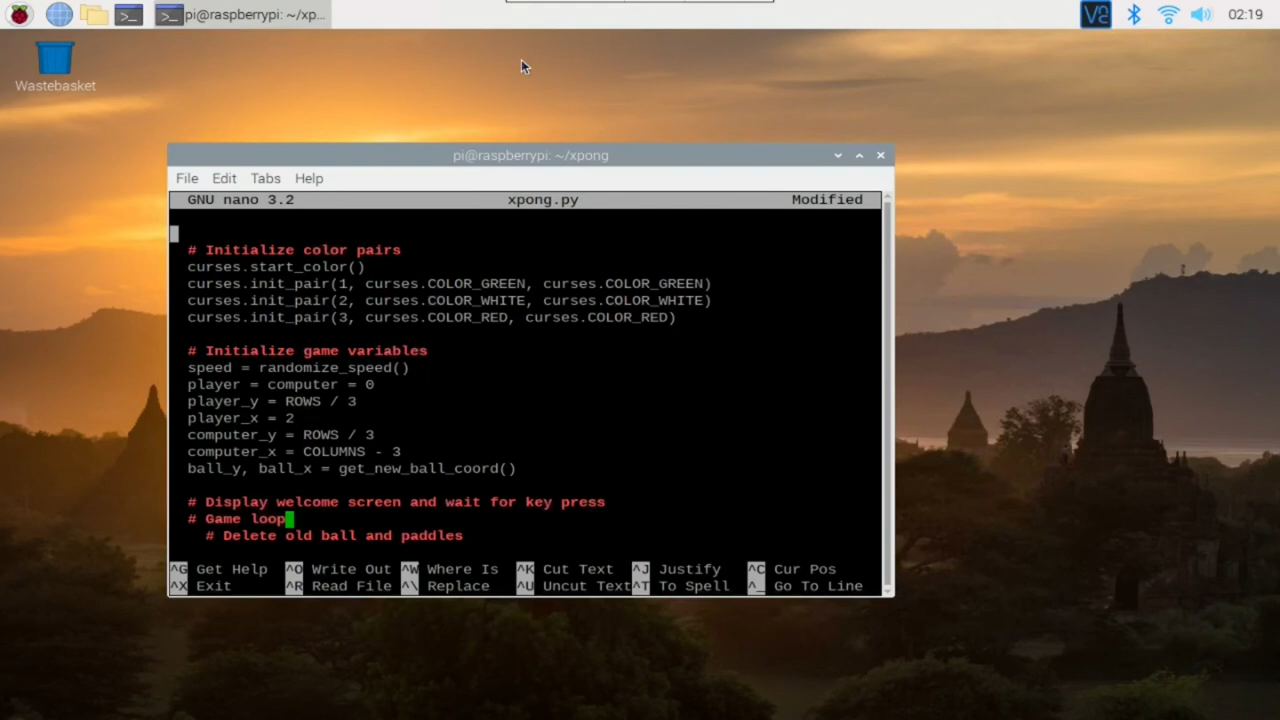 pi@raspberrypi: ~/xp...
02:19
Wastebasket
pi@raspberrypi: ~/xpong
File Edit Tabs Help
GNU nano 3.2 xpong.py Modified
# Initialize color pairs
curses.start_color()
curses.init_pair(1, curses.COLOR_GREEN, curses.COLOR_GREEN)
curses.init_pair(2, curses.COLOR_WHITE, curses.COLOR_WHITE)
curses.init_pair(3, curses.COLOR_RED, curses.COLOR_RED)
# Initialize game variables
speed = randomize_speed()
player = computer = 0
player_y = ROWS / 3
player_x = 2
computer_y = ROWS / 3
computer_x = COLUMNS - 3
ball_y, ball_x = get_new_ball_coord()
# Display welcome screen and wait for key press
# Game loop
# Delete old ball and paddles
^G Get Help ^O Write Out ^W Where Is ^K Cut Text ^J Justify ^C Cur Pos
^X Exit ^R Read File ^\ Replace ^U Uncut Text ^T To Spell ^_ Go To Line